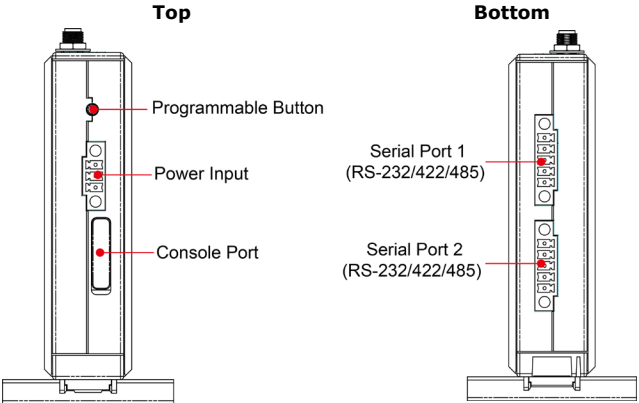 Top
Bottom
Programmable Button
Power Input
Console Port
Serial Port 1
(RS-232/422/485)
Serial Port 2
(RS-232/422/485)